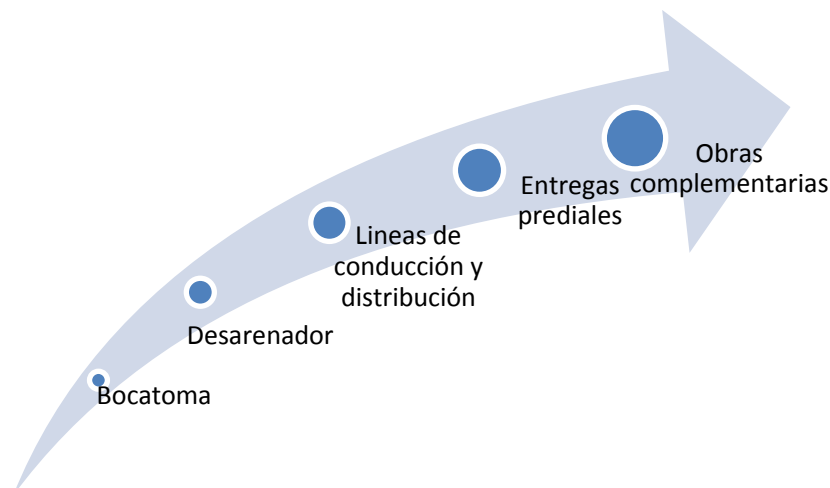 Bocatoma
Desarenador
Lineas de
conducción y
distribución
Entregas
prediales
Obras
complementarias